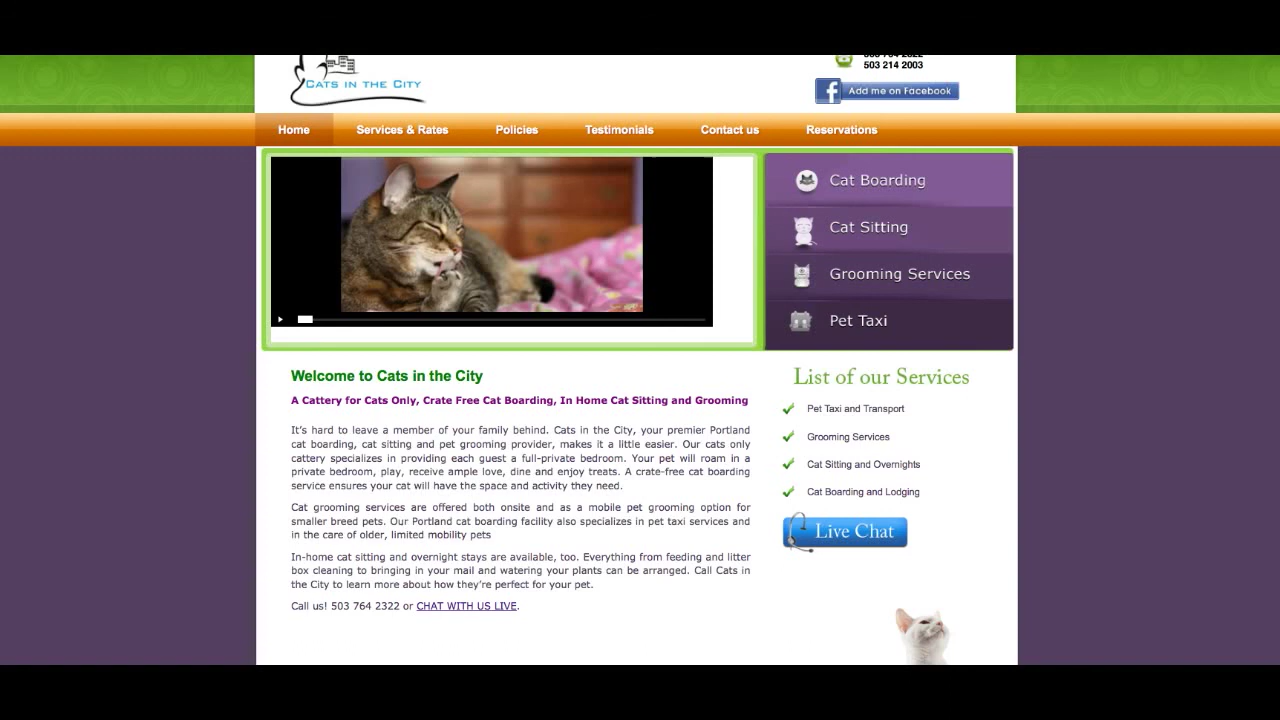 CATS IN THE CITY
503 764 2322
503 214 2003
Add me on Facebook
Home
Services & Rates
Policies
Testimonials
Contact us
Reservations
Cat Boarding
Cat Sitting
Grooming Services
Pet Taxi
Welcome to Cats in the City
A Cattery for Cats Only, Crate Free Cat Boarding, In Home Cat Sitting and Grooming
It's hard to leave a member of your family behind. Cats in the City, your premier Portland
cat boarding, cat sitting and pet grooming provider, makes it a little easier. Our cats only
cattery specializes in providing each guest a full-private bedroom. Your pet will roam in a
private bedroom, play, receive ample love, dine and enjoy treats. A crate-free cat boarding
service ensures your cat will have the space and activity they need.
Cat grooming services are offered both onsite and as a mobile pet grooming option for
smaller breed pets. Our Portland cat boarding facility also specializes in pet taxi services and
in the care of older, limited mobility pets
In-home cat sitting and overnight stays are available, too. Everything from feeding and litter
box cleaning to bringing in your mail and watering your plants can be arranged. Call Cats in
the City to learn more about how they're perfect for your pet.
Call us! 503 764 2322 or CHAT WITH US LIVE.
List of our Services
Pet Taxi and Transport
Grooming Services
Cat Sitting and Overnights
Cat Boarding and Lodging
Live Chat